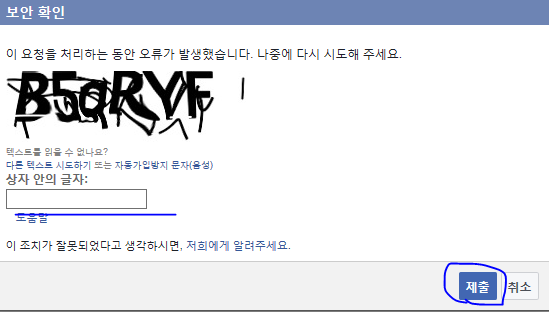 보안 확인
이 요청을 처리하는 동안 오류가 발생했습니다. 나중에 다시 시도해 주세요.
텍스트를 읽을 수 없나요?
다른 텍스트 시도하기 또는 자동가입방지 문자(음성)
상자 안의 글자:
도움말
이 조치가 잘못되었다고 생각하시면, 저희에게 알려주세요.
제출 취소